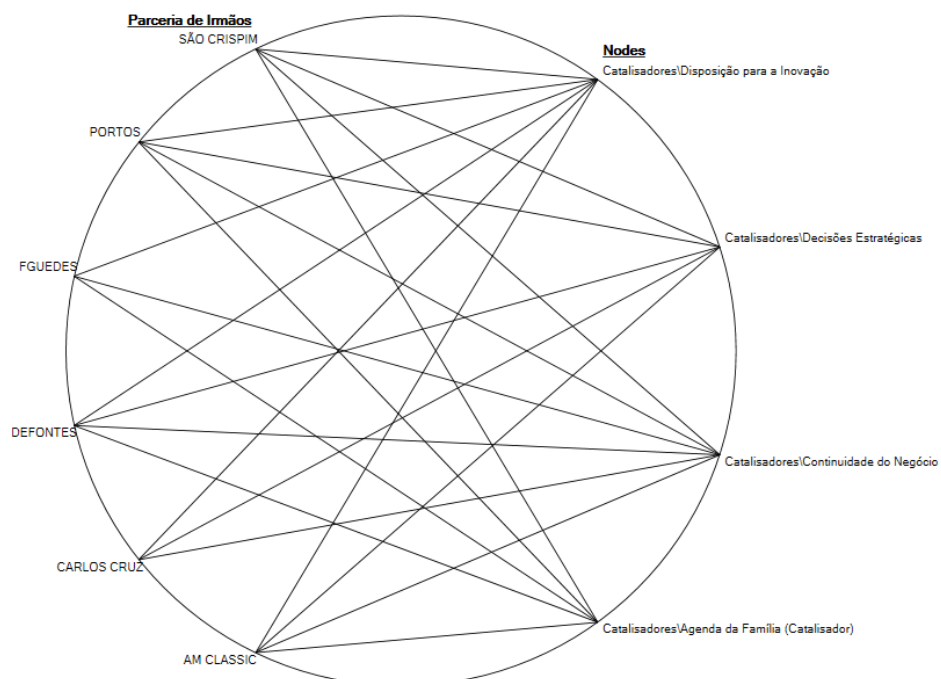 Parceria de Irmãos
SÃO CRISPIM
PORTOS
FGUEDES
DEFONTES
CARLOS CRUZ
AM CLASSIC
Nodes
Catalisadores\Disposição para a Inovação
Catalisadores\Decisões Estratégicas
Catalisadores\Continuidade do Negócio
Catalisadores\Agenda da Família (Catalisador)